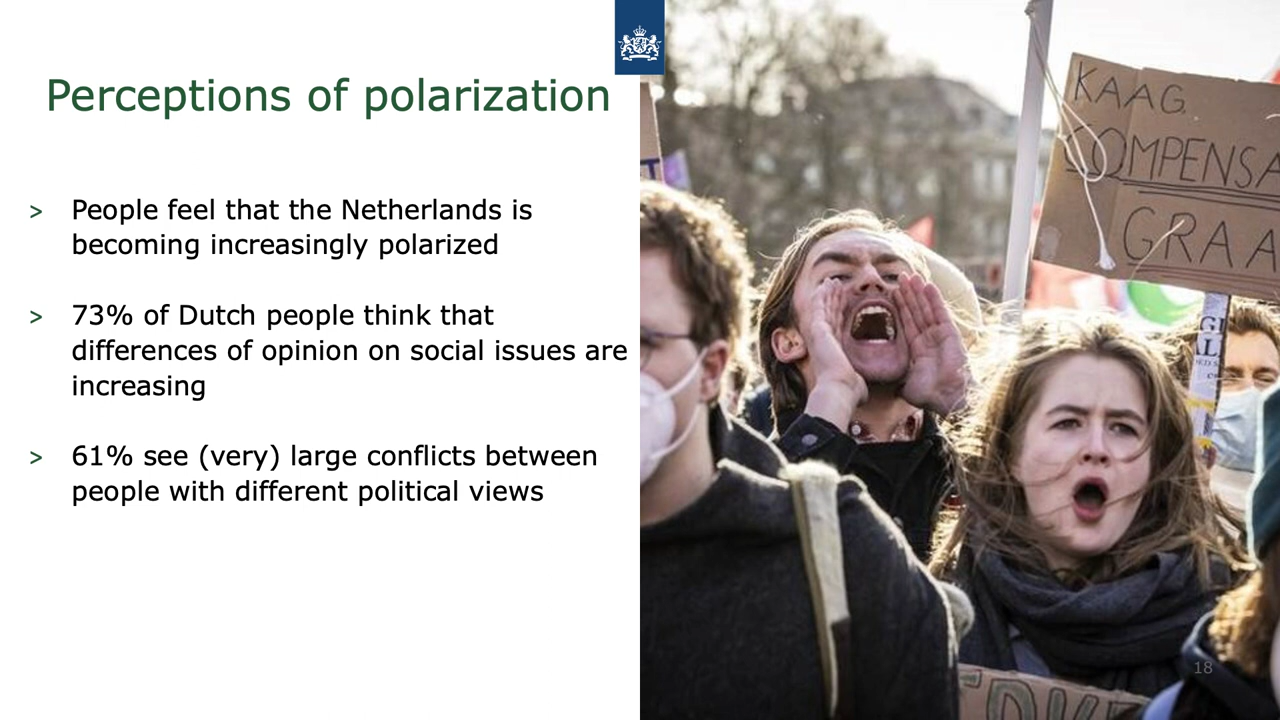 Perceptions of polarization
> People feel that the Netherlands is
becoming increasingly polarized
> 73% of Dutch people think that
differences of opinion on social issues are
increasing
> 61% see (very) large conflicts between
people with different political views
KAAG
COMPENSA
GRAA
18